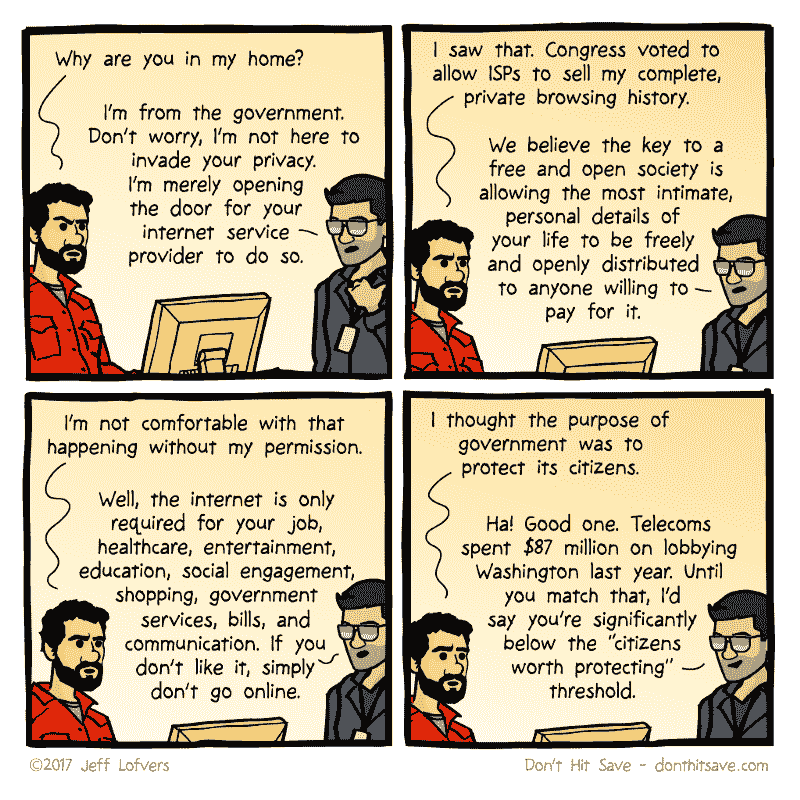 Why are you in my home?
I'm from the government.
Don't worry, I'm not here to
invade your privacy.
I'm merely opening
the door for your
internet service
provider to do so.
I saw that. Congress voted to
allow ISPs to sell my complete,
private browsing history.
We believe the key to a
free and open society is
allowing the most intimate,
personal details of
your life to be freely
and openly distributed
to anyone willing to
pay for it.
I'm not comfortable with that
happening without my permission.
Well, the internet is only
required for your job,
healthcare, entertainment,
education, social engagement,
shopping, government
services, bills, and
communication. If you
don't like it, simply
don't go online.
I thought the purpose of
government was to
protect its citizens.
Ha! Good one. Telecoms
spent $87 million on lobbying
Washington last year. Until
you match that, I'd
say you're significantly
below the "citizens
worth protecting"
threshold.
©2017 Jeff Lofvers
Don't Hit Save - donthitsave.com